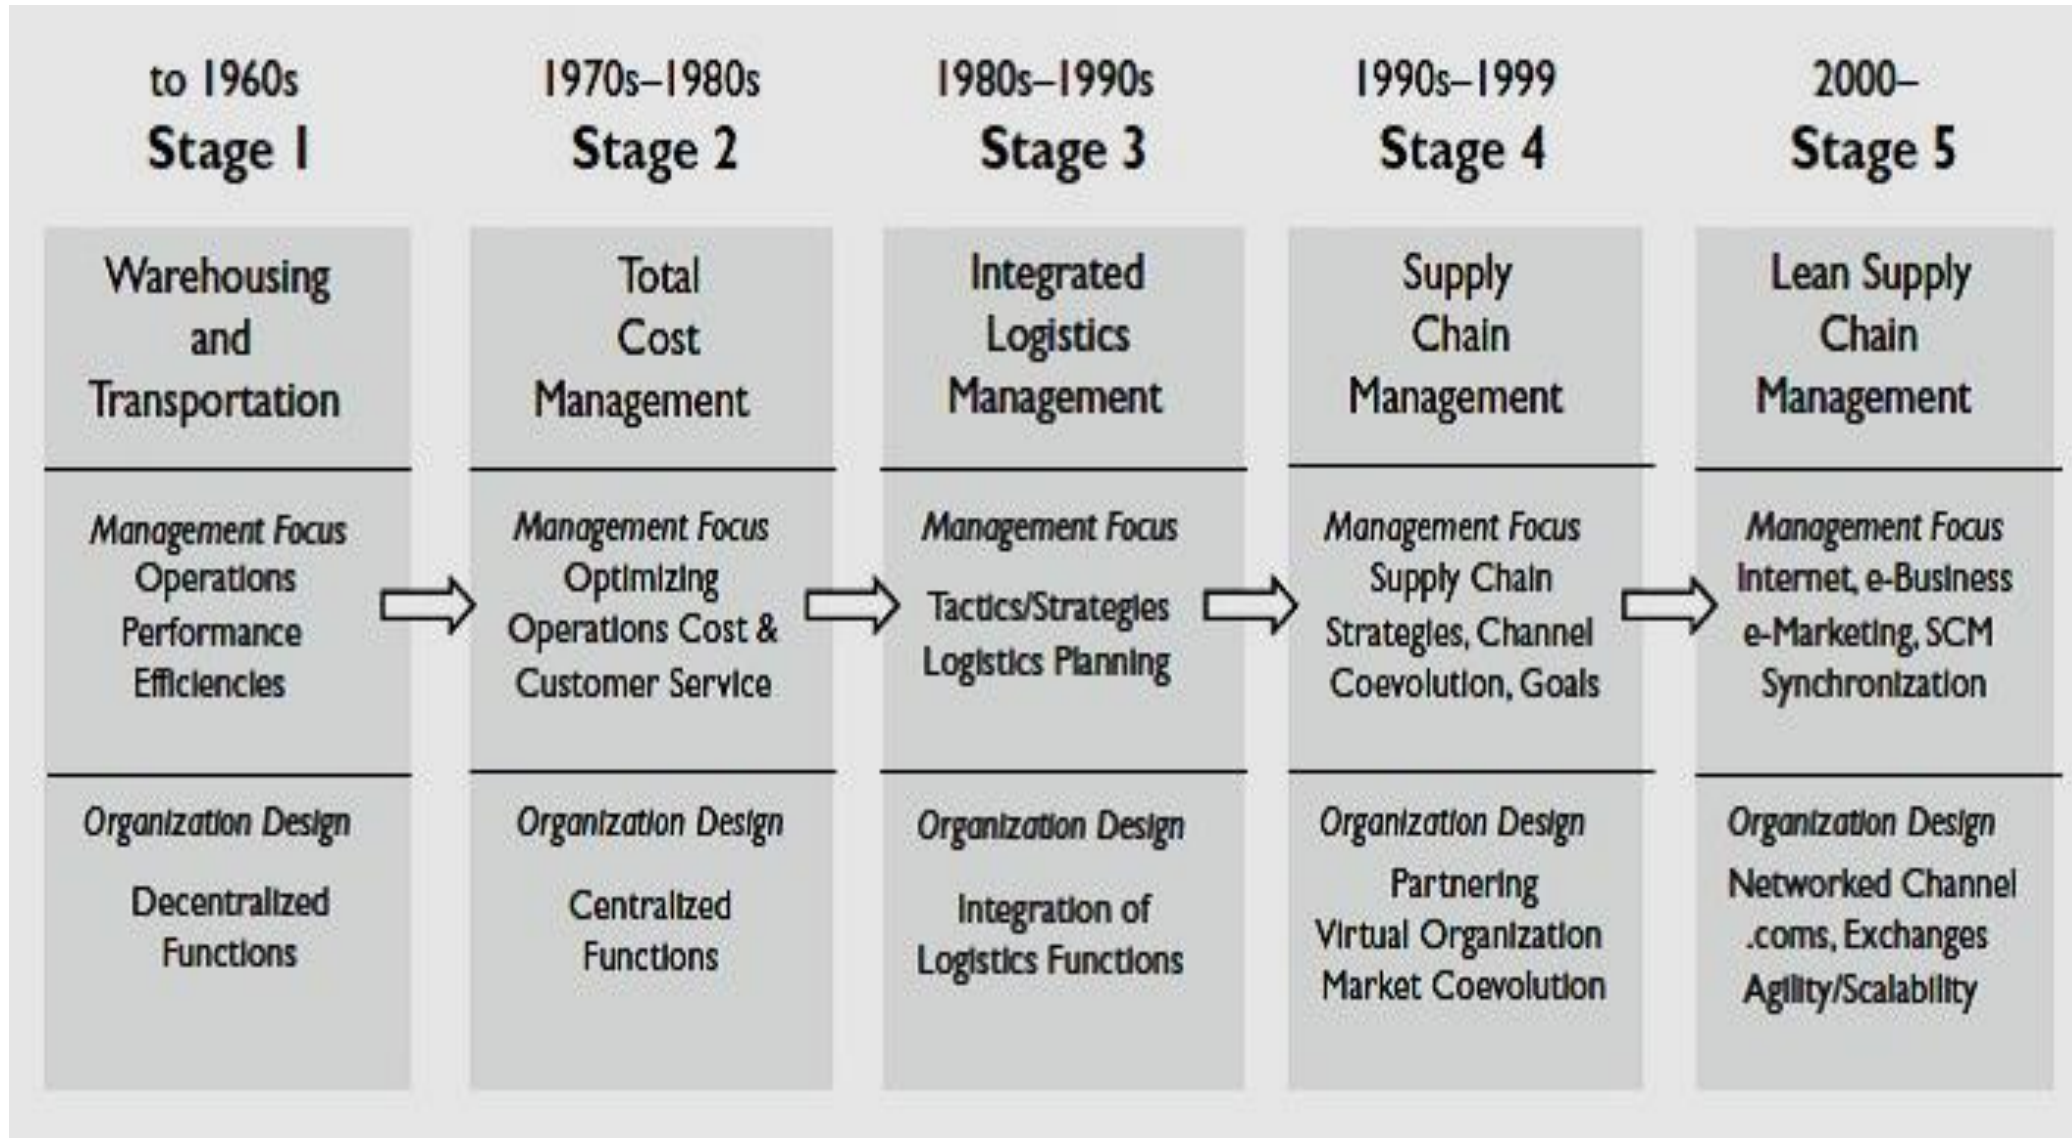 to 1960s
Stage 1
Warehousing
and
Transportation
Management Focus
Operations
Performance
Efficiencies
Organization Design
Decentralized
Functions
1970s–1980s
Stage 2
Total
Cost
Management
Management Focus
Optimizing
Operations Cost &
Customer Service
Organization Design
Centralized
Functions
1980s–1990s
Stage 3
Integrated
Logistics
Management
Management Focus
Tactics/Strategies
Logistics Planning
Organization Design
Integration of
Logistics Functions
1990s–1999
Stage 4
Supply
Chain
Management
Management Focus
Supply Chain
Strategies, Channel
Coevolution, Goals
Organization Design
Partnering
Virtual Organization
Market Coevolution
2000–
Stage 5
Lean Supply
Chain
Management
Management Focus
Internet, e-Business
e-Marketing, SCM
Synchronization
Organization Design
Networked Channel
.coms, Exchanges
Agility/Scalability